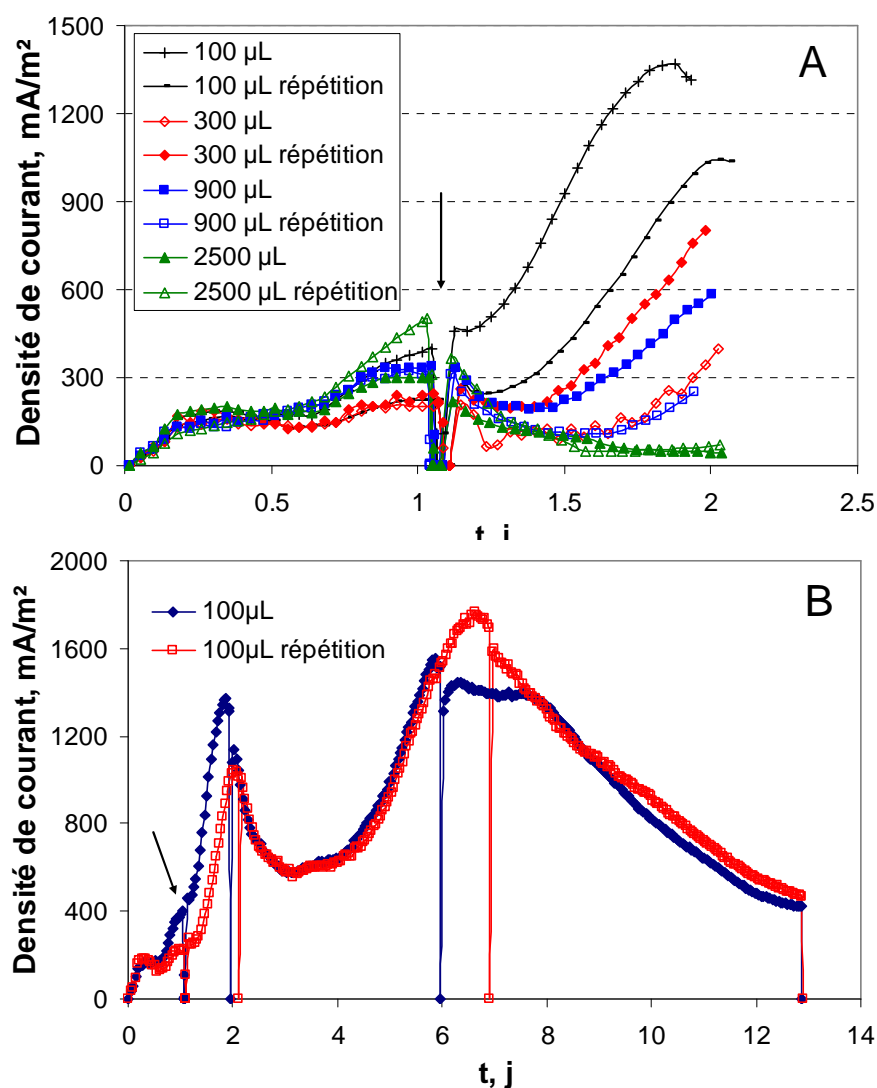 1500
1200
900
600
300
0
Densité de courant, mA/m²
A
100 µL
100 µL répétition
300 µL
300 µL répétition
900 µL
900 µL répétition
2500 µL
2500 µL répétition
0
0.5
1
1.5
2
2.5
2000
1600
1200
800
400
0
Densité de courant, mA/m²
B
100µL
100µL répétition
0
2
4
6
8
10
12
14
t, j